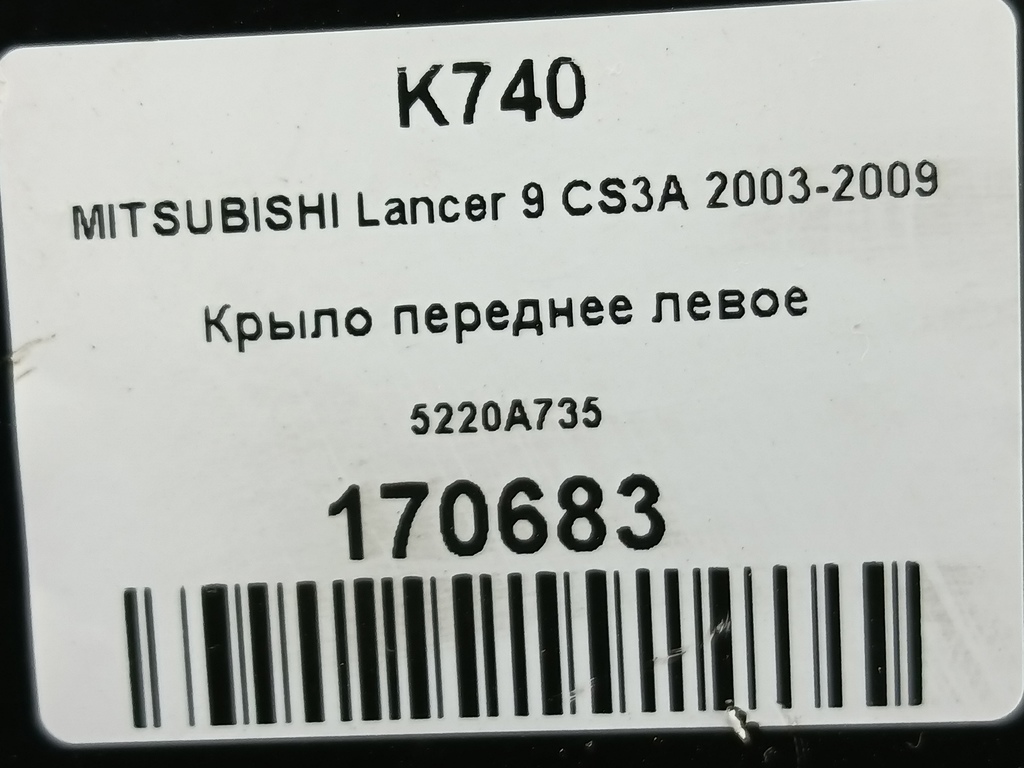 K740
MITSUBISHI Lancer 9 CS3A 2003-2009
Крыло переднее левое
5220A735
170683